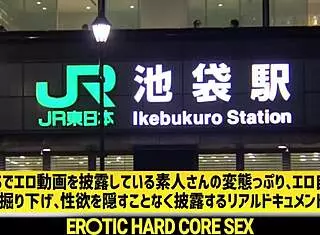 JR 池袋駅
JR東日本 Ikebukuro Station
でエロ動画を披露している素人さんの変態っぷり、エロ
掘り下げ、性欲を隠すことなく披露するリアルドキュメント
EROTIC HARD CORE SEX